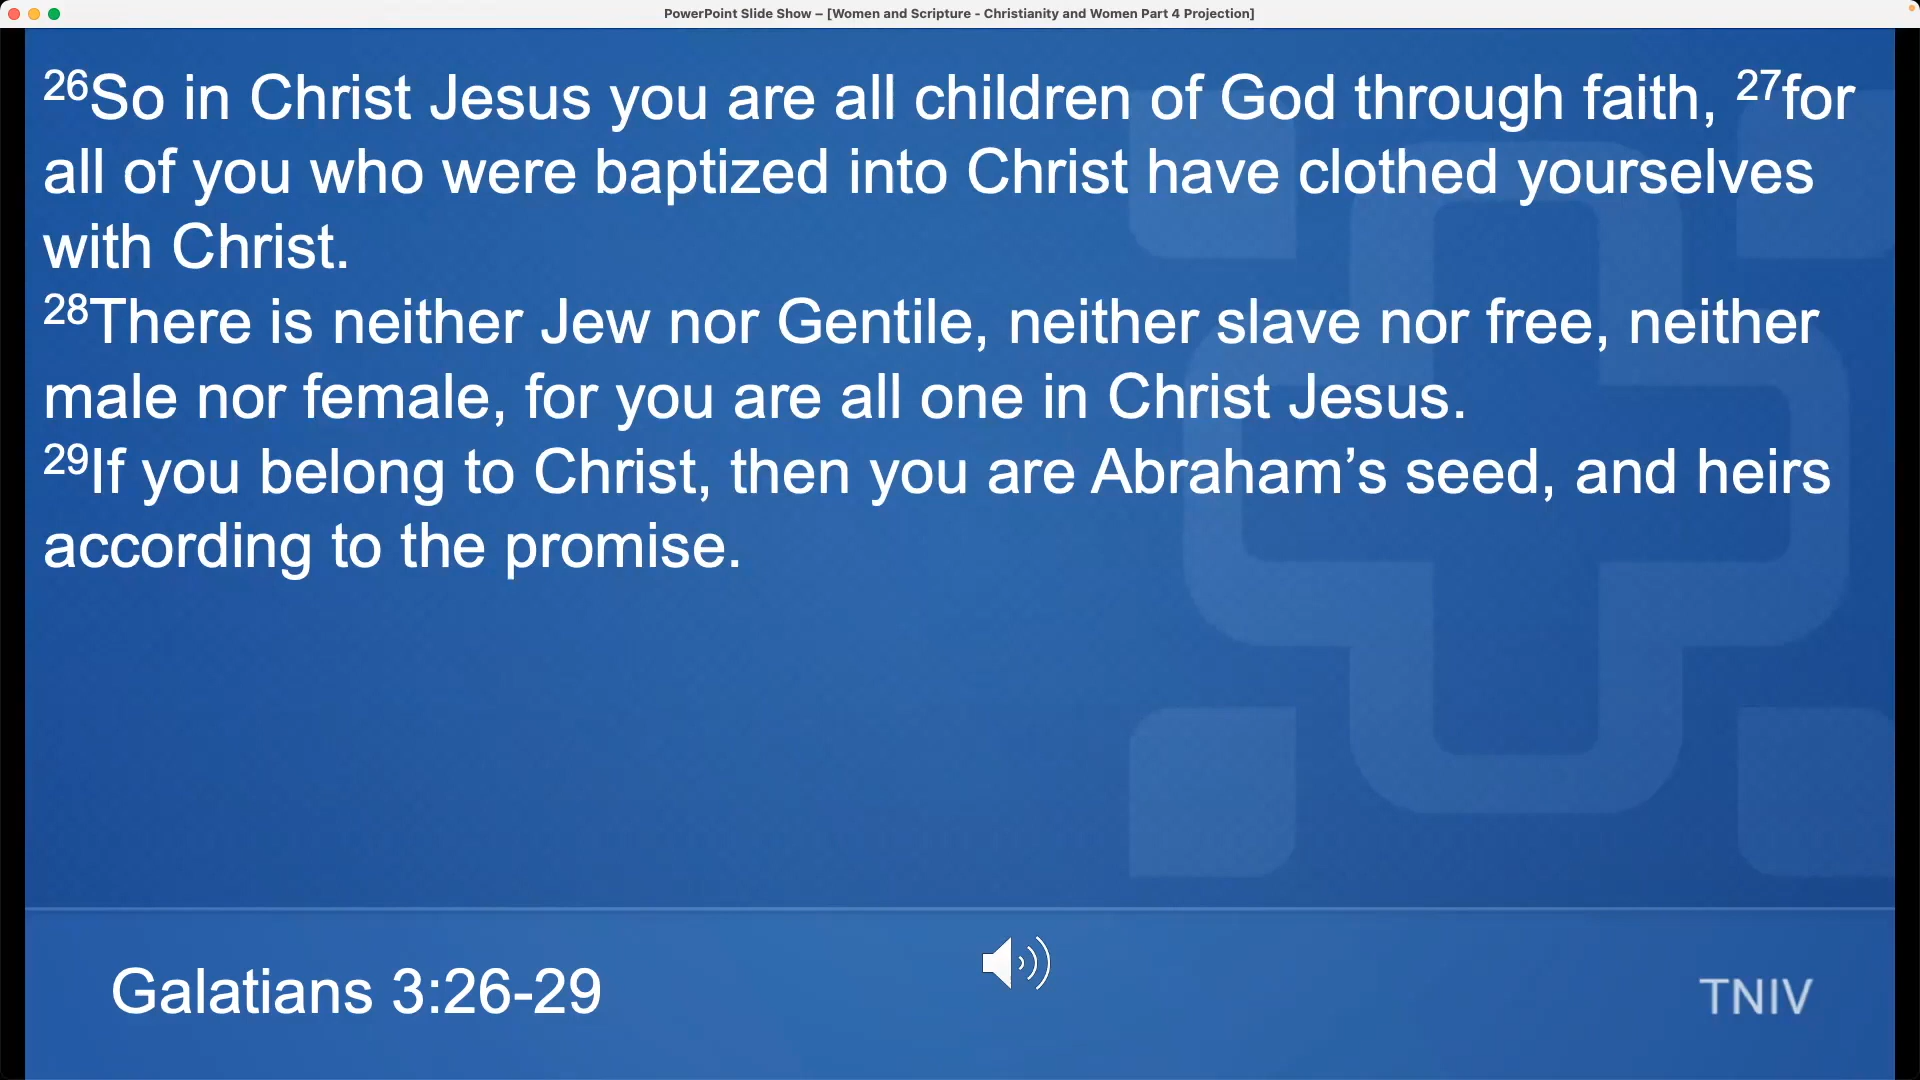 PowerPoint Slide Show – [Women and Scripture - Christianity and Women Part 4 Projection]
26So in Christ Jesus you are all children of God through faith, 27for
all of you who were baptized into Christ have clothed yourselves
with Christ.
28There is neither Jew nor Gentile, neither slave nor free, neither
male nor female, for you are all one in Christ Jesus.
29If you belong to Christ, then you are Abraham’s seed, and heirs
according to the promise.
Galatians 3:26-29
TNIV